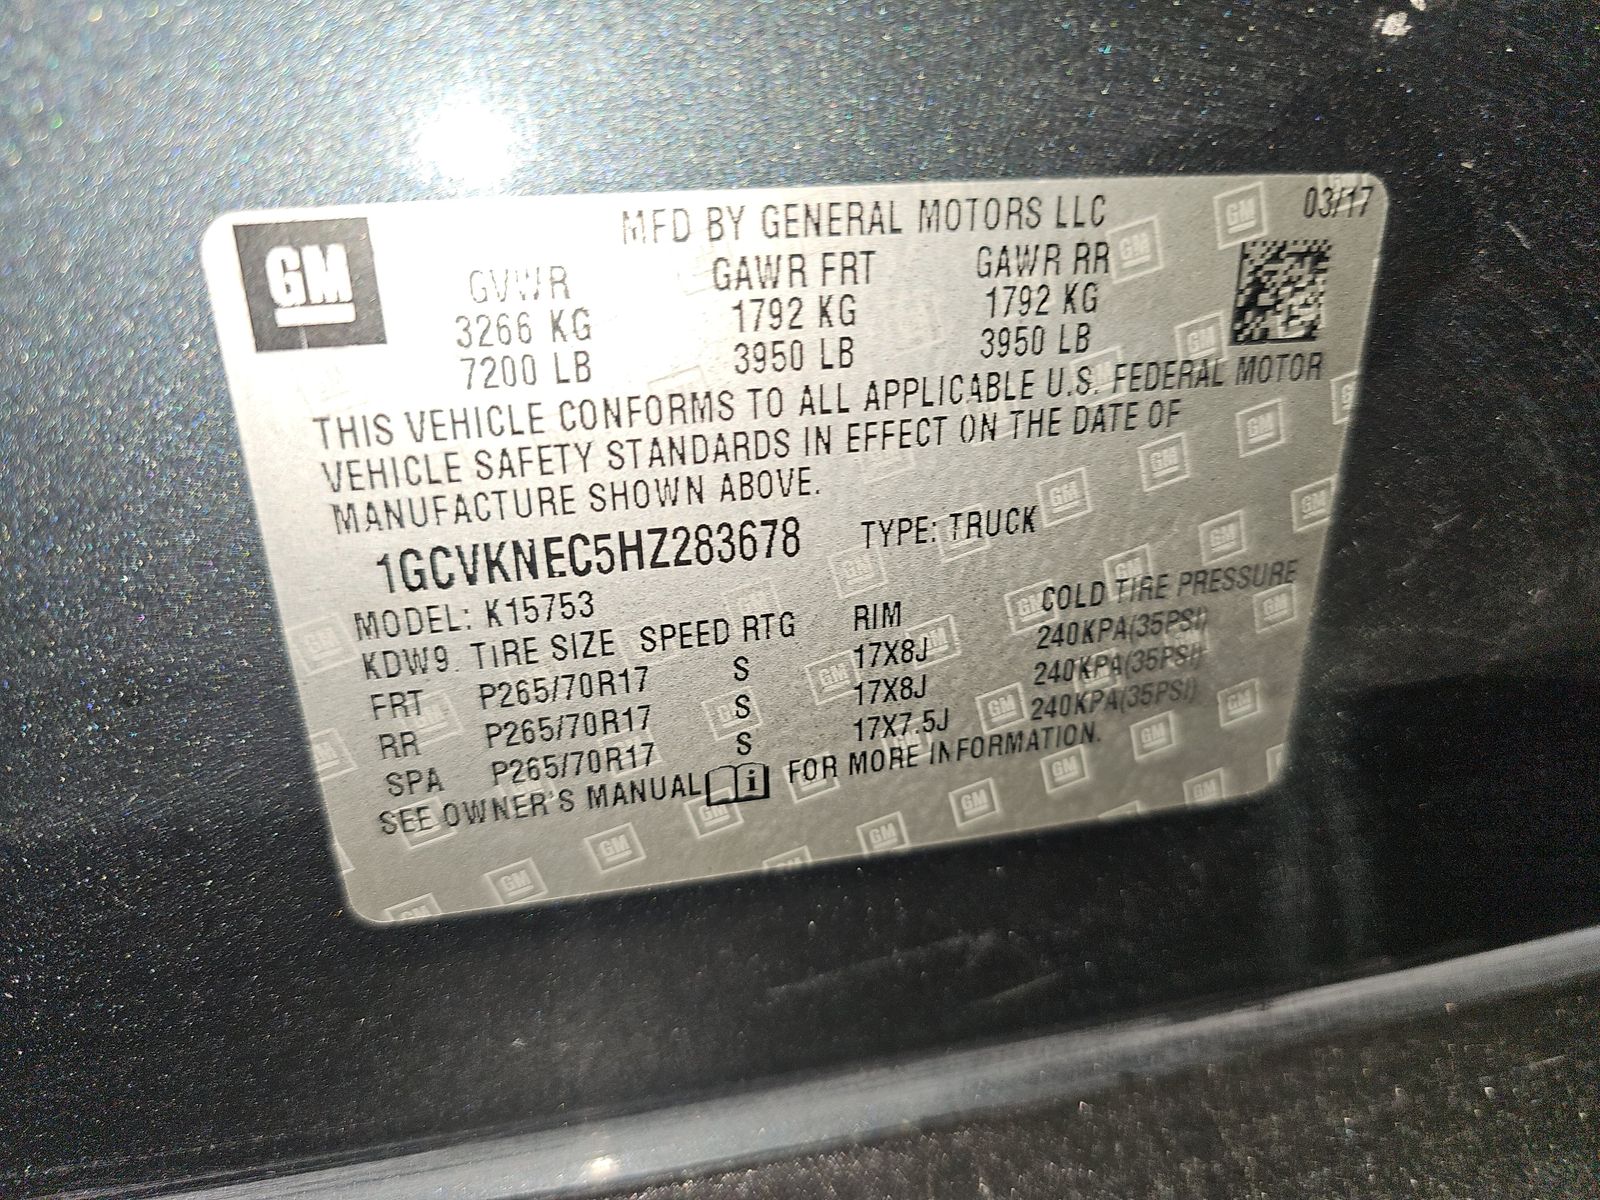 GM
MFD BY GENERAL MOTORS LLC 03/17
GVWR GAWR FRT GAWR RR
3266 KG 1792 KG 1792 KG
7200 LB 3950 LB 3950 LB
THIS VEHICLE CONFORMS TO ALL APPLICABLE U.S. FEDERAL MOTOR
VEHICLE SAFETY STANDARDS IN EFFECT ON THE DATE OF
MANUFACTURE SHOWN ABOVE.
1GCVKNEC5HZ283678 TYPE: TRUCK
MODEL: K15753
KDW9 TIRE SIZE SPEED RTG RIM COLD TIRE PRESSURE
FRT P265/70R17 S 17X8J 240KPA(35PSI)
RR P265/70R17 S 17X8J 240KPA(35PSI)
SPA P265/70R17 S 17X7.5J 240KPA(35PSI)
SEE OWNER'S MANUAL i FOR MORE INFORMATION.